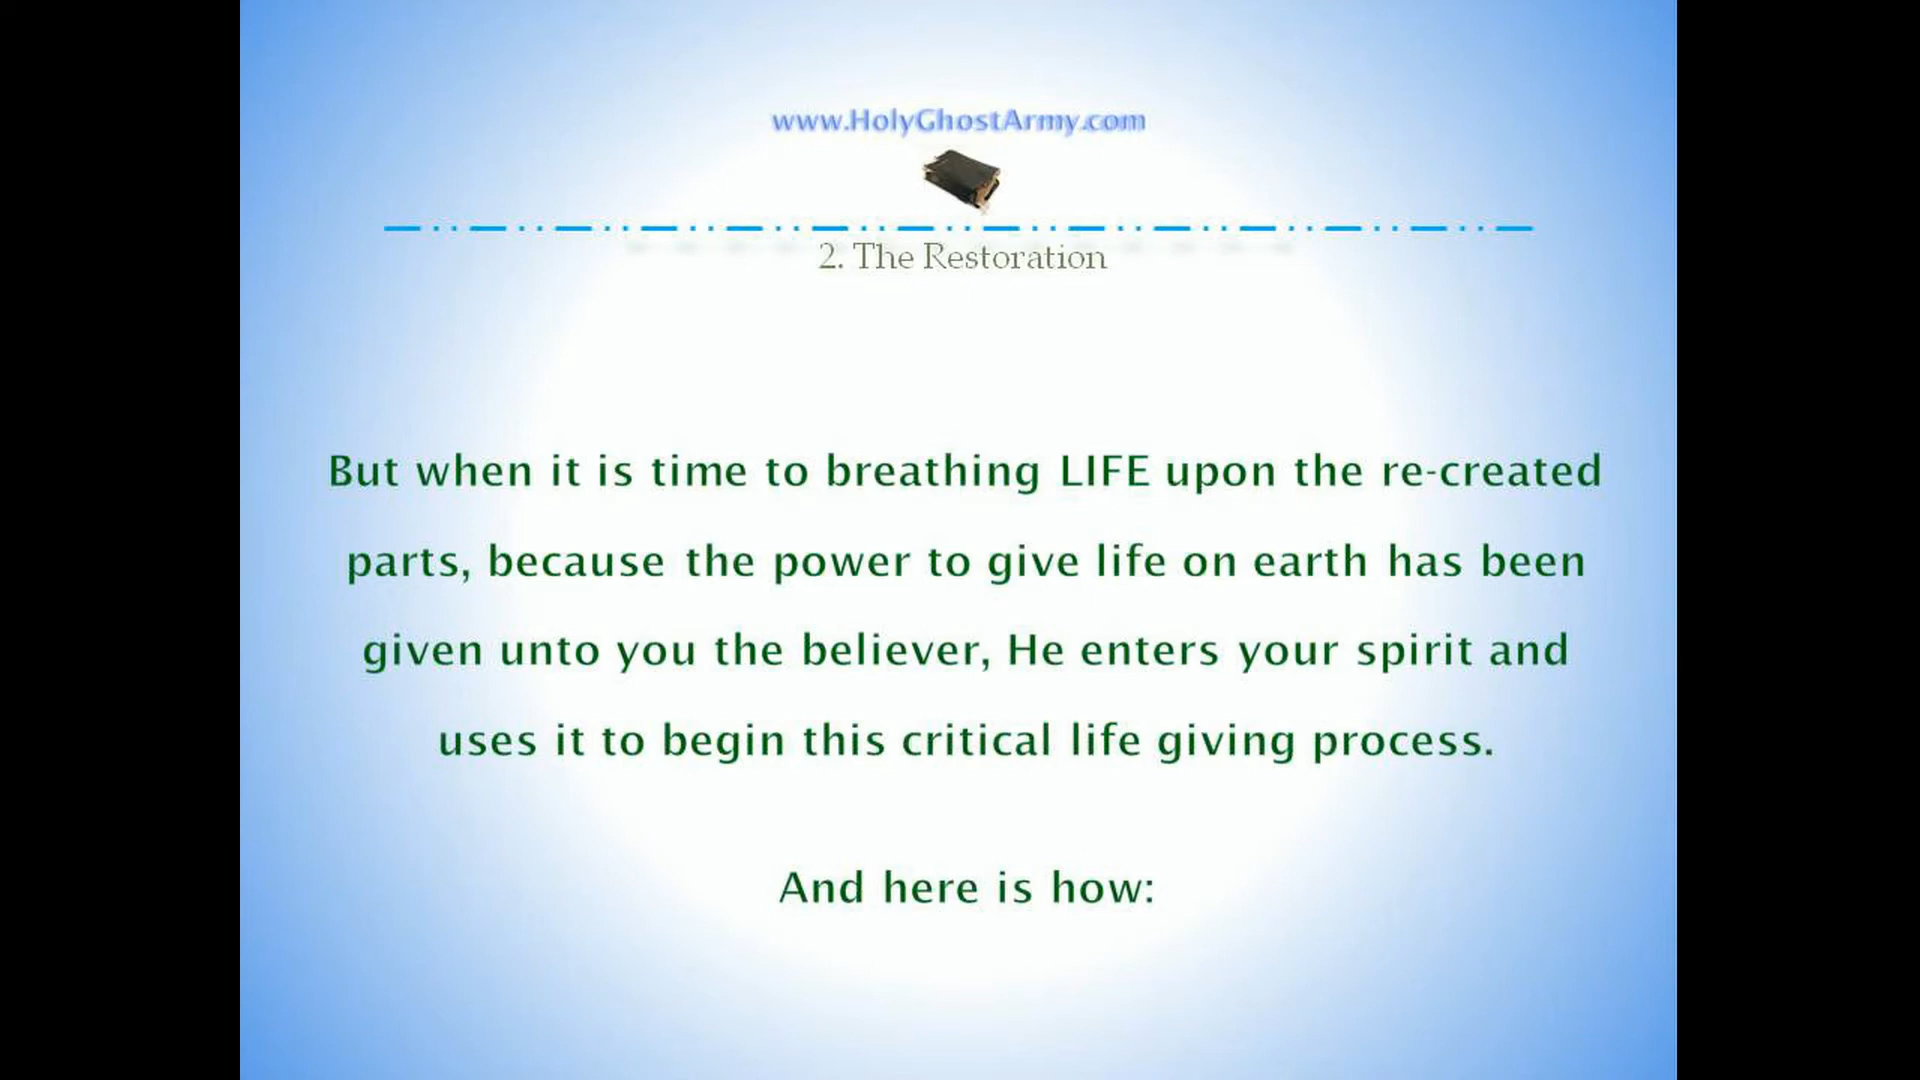 www.HolyGhostArmy.com
2. The Restoration
But when it is time to breathing LIFE upon the re-created
parts, because the power to give life on earth has been
given unto you the believer, He enters your spirit and
uses it to begin this critical life giving process.
And here is how: